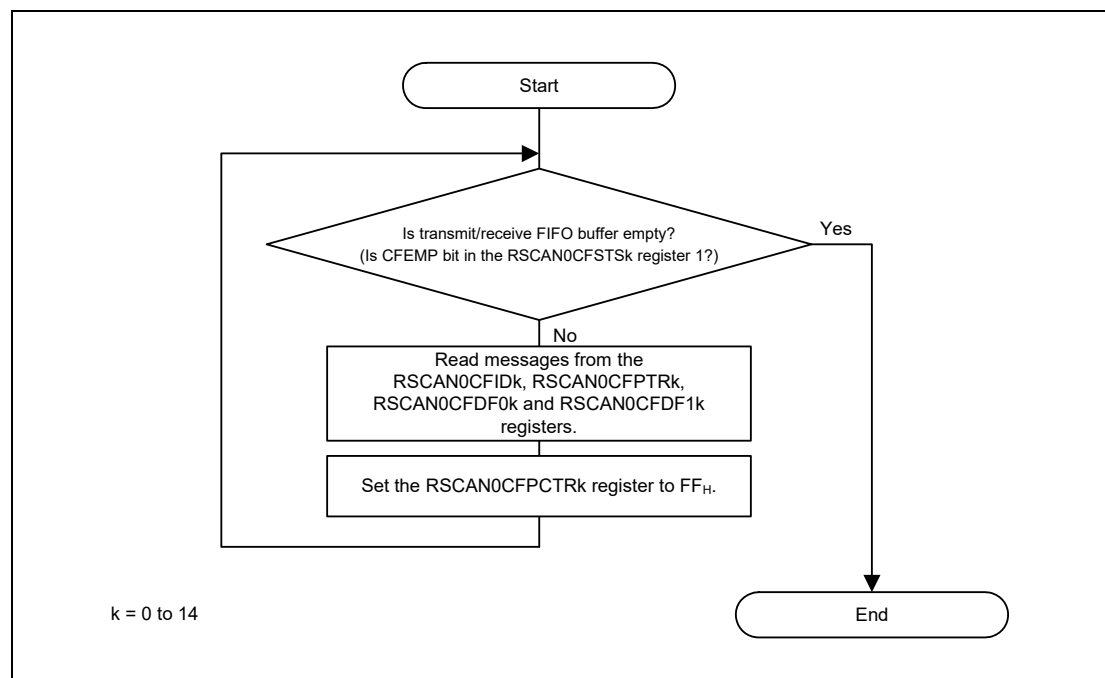 Start
Is transmit/receive FIFO buffer empty?
(Is CFEMP bit in the RSCAN0CFSTSk register 1?)
Yes
No
Read messages from the
RSCAN0CFIDk, RSCAN0CFPTRk,
RSCAN0CFDF0k and RSCAN0CFDF1k
registers.
Set the RSCAN0CFPCTRk register to FFH.
k = 0 to 14
End